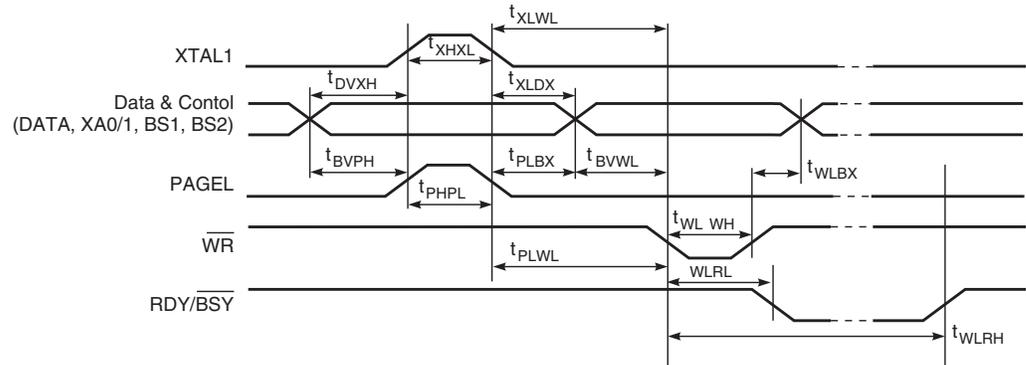 tXLWL
XTAL1
tXHXL
tDVXH
tXLDX
Data & Contol
(DATA, XA0/1, BS1, BS2)
tBVPH
tPLBX
tBVWL
tWLBX
PAGEL
tPHPL
tWL WH
WR
tPLWL
WLRL
RDY/BSY
tWLRH